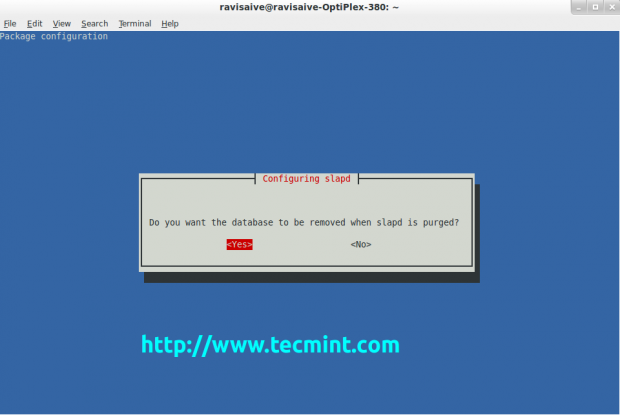 ravisaive@ravisaive-OptiPlex-380: ~
File Edit View Search Terminal Help
Package configuration
Configuring slapd
Do you want the database to be removed when slapd is purged?
<Yes> <No>
http://www.tecmint.com